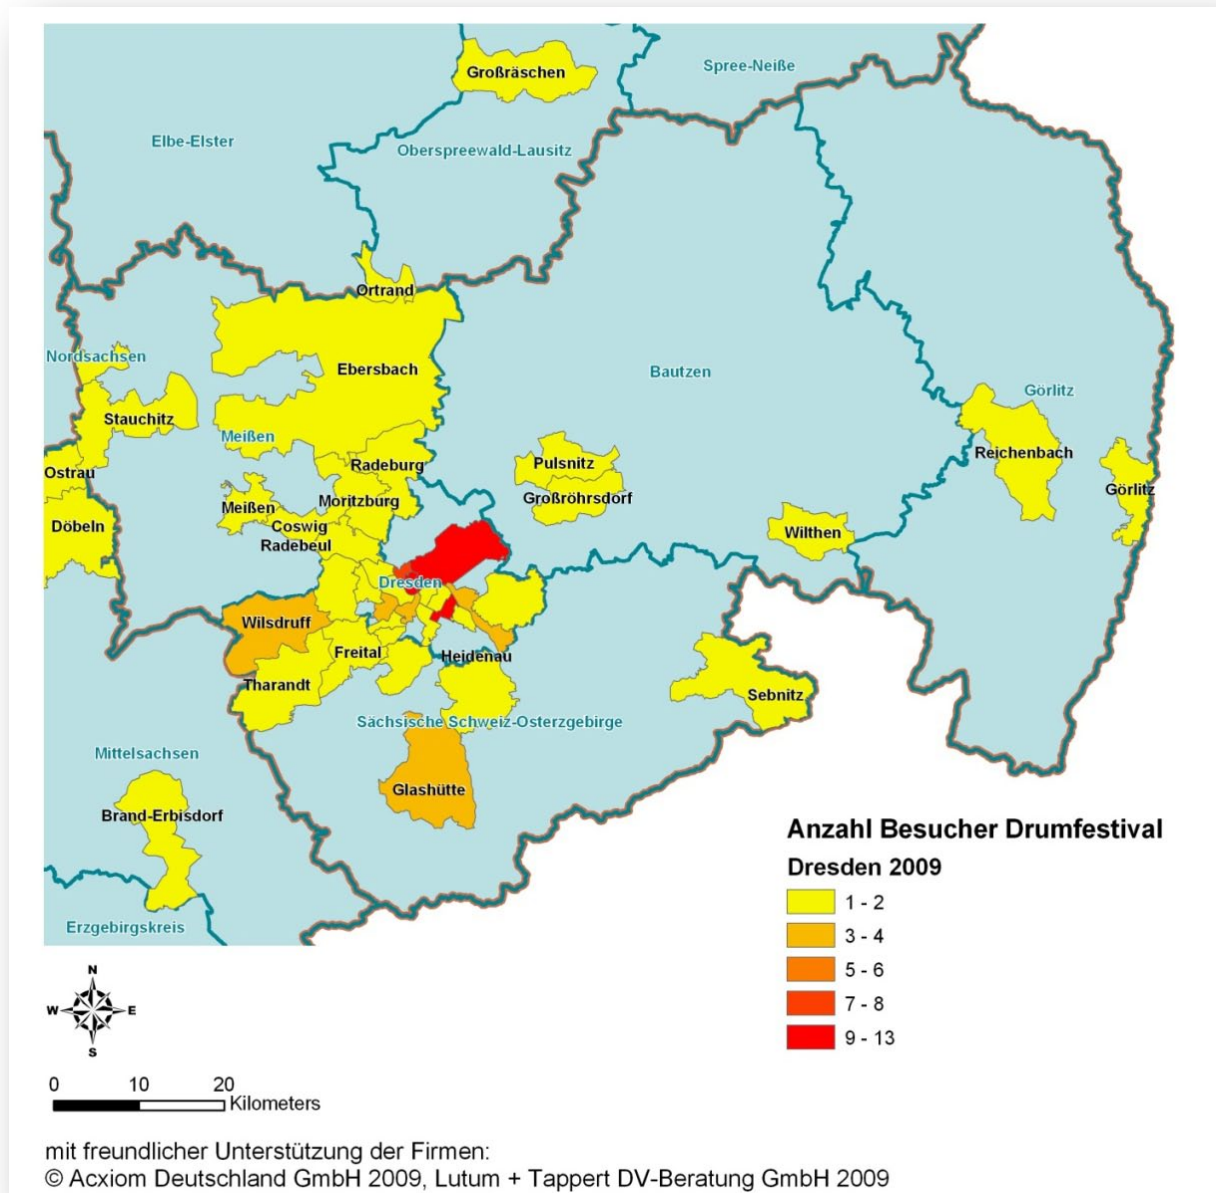 Großräschen
Spree-Neiße
Elbe-Elster
Oberspreewald-Lausitz
Ortrand
Nordsachsen
Ebersbach
Bautzen
Görlitz
Stauchitz
Meißen
Reichenbach
Ostrau
Radeburg
Pulsnitz
Görlitz
Meißen
Moritzburg
Großröhrsdorf
Döbeln
Coswig
Radebeul
Wilthen
Dresden
Wilsdruff
Freital
Heidenau
Tharandt
Sebnitz
Sächsische Schweiz-Osterzgebirge
Mittelsachsen
Glashütte
Brand-Erbisdorf
Erzgebirgskreis
Anzahl Besucher Drumfestival
Dresden 2009
1 - 2
3 - 4
5 - 6
7 - 8
9 - 13
N
W E
S
0 10 20
Kilometers
mit freundlicher Unterstützung der Firmen:
© Acxiom Deutschland GmbH 2009, Lutum + Tappert DV-Beratung GmbH 2009